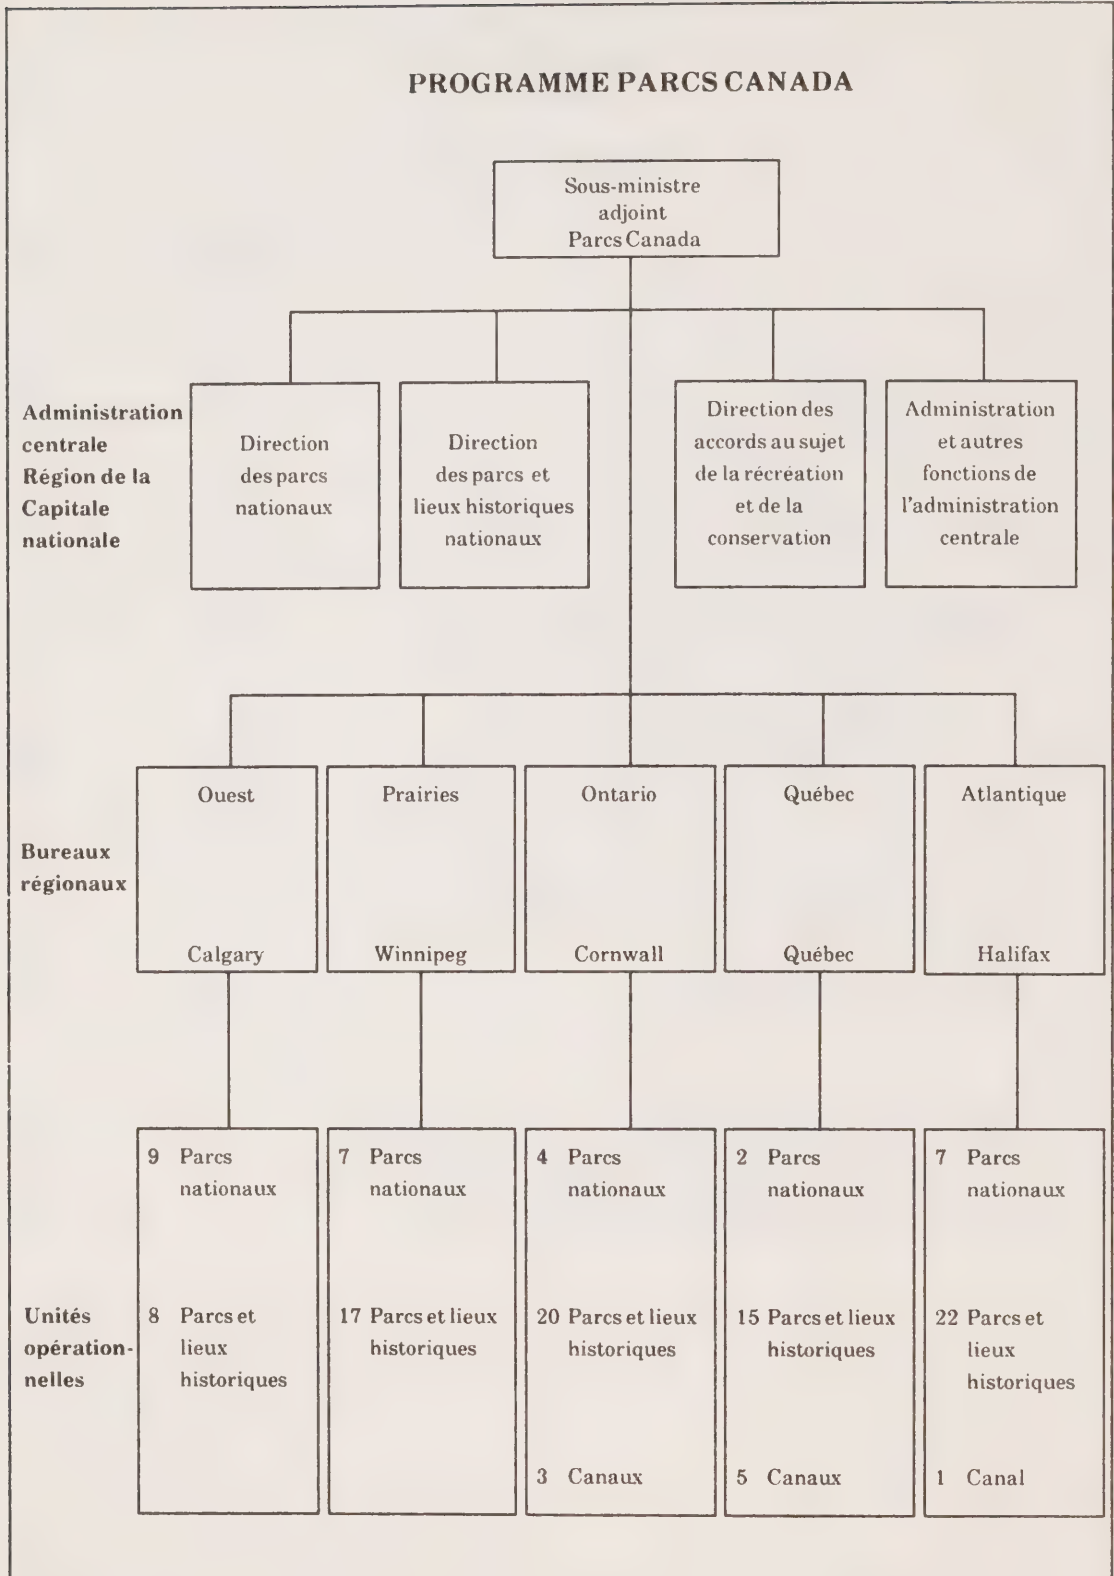 PROGRAMME PARCS CANADA
Sous-ministre
adjoint
Parcs Canada
Administration
centrale
Région de la
Capitale
nationale
Direction
des parcs
nationaux
Direction
des parcs et
lieux historiques
nationaux
Direction des
accords au sujet
de la récréation
et de la
conservation
Administration
et autres
fonctions de
l'administration
centrale
Bureaux
régionaux
Ouest
Calgary
Prairies
Winnipeg
Ontario
Cornwall
Québec
Québec
Atlantique
Halifax
Unités
opération-
nelles
9 Parcs
nationaux
8 Parcs et
lieux
historiques
7 Parcs
nationaux
17 Parcs et lieux
historiques
4 Parcs
nationaux
20 Parcs et lieux
historiques
3 Canaux
2 Parcs
nationaux
15 Parcs et lieux
historiques
5 Canaux
7 Parcs
nationaux
22 Parcs et
lieux
historiques
1 Canal